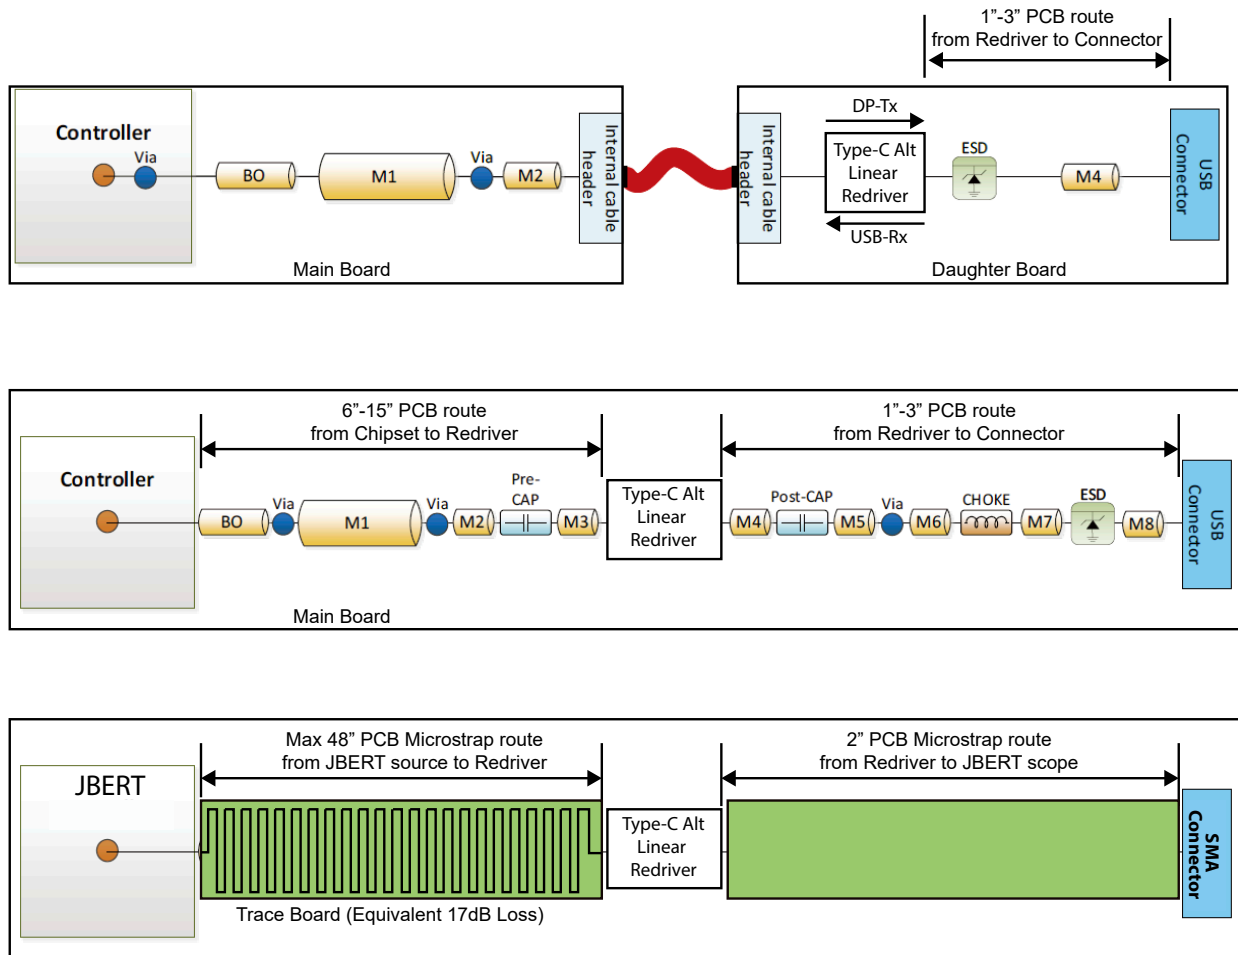 1”-3” PCB route
from Redriver to Connector
Controller
Via
BO
M1
Via
M2
Internal cable
header
Main Board
Internal cable
header
DP-Tx
Type-C Alt
Linear
Redriver
USB-Rx
ESD
M4
USB
Connector
Daughter Board
6”-15” PCB route
from Chipset to Redriver
1”-3” PCB route
from Redriver to Connector
Controller
BO
Via
M1
Via
M2
Pre-
CAP
M3
Type-C Alt
Linear
Redriver
M4
Post-CAP
M5
Via
M6
CHOKE
M7
ESD
M8
USB
Connector
Main Board
Max 48” PCB Microstrap route
from JBERT source to Redriver
2” PCB Microstrap route
from Redriver to JBERT scope
JBERT
Type-C Alt
Linear
Redriver
SMA
Connector
Trace Board (Equivalent 17dB Loss)